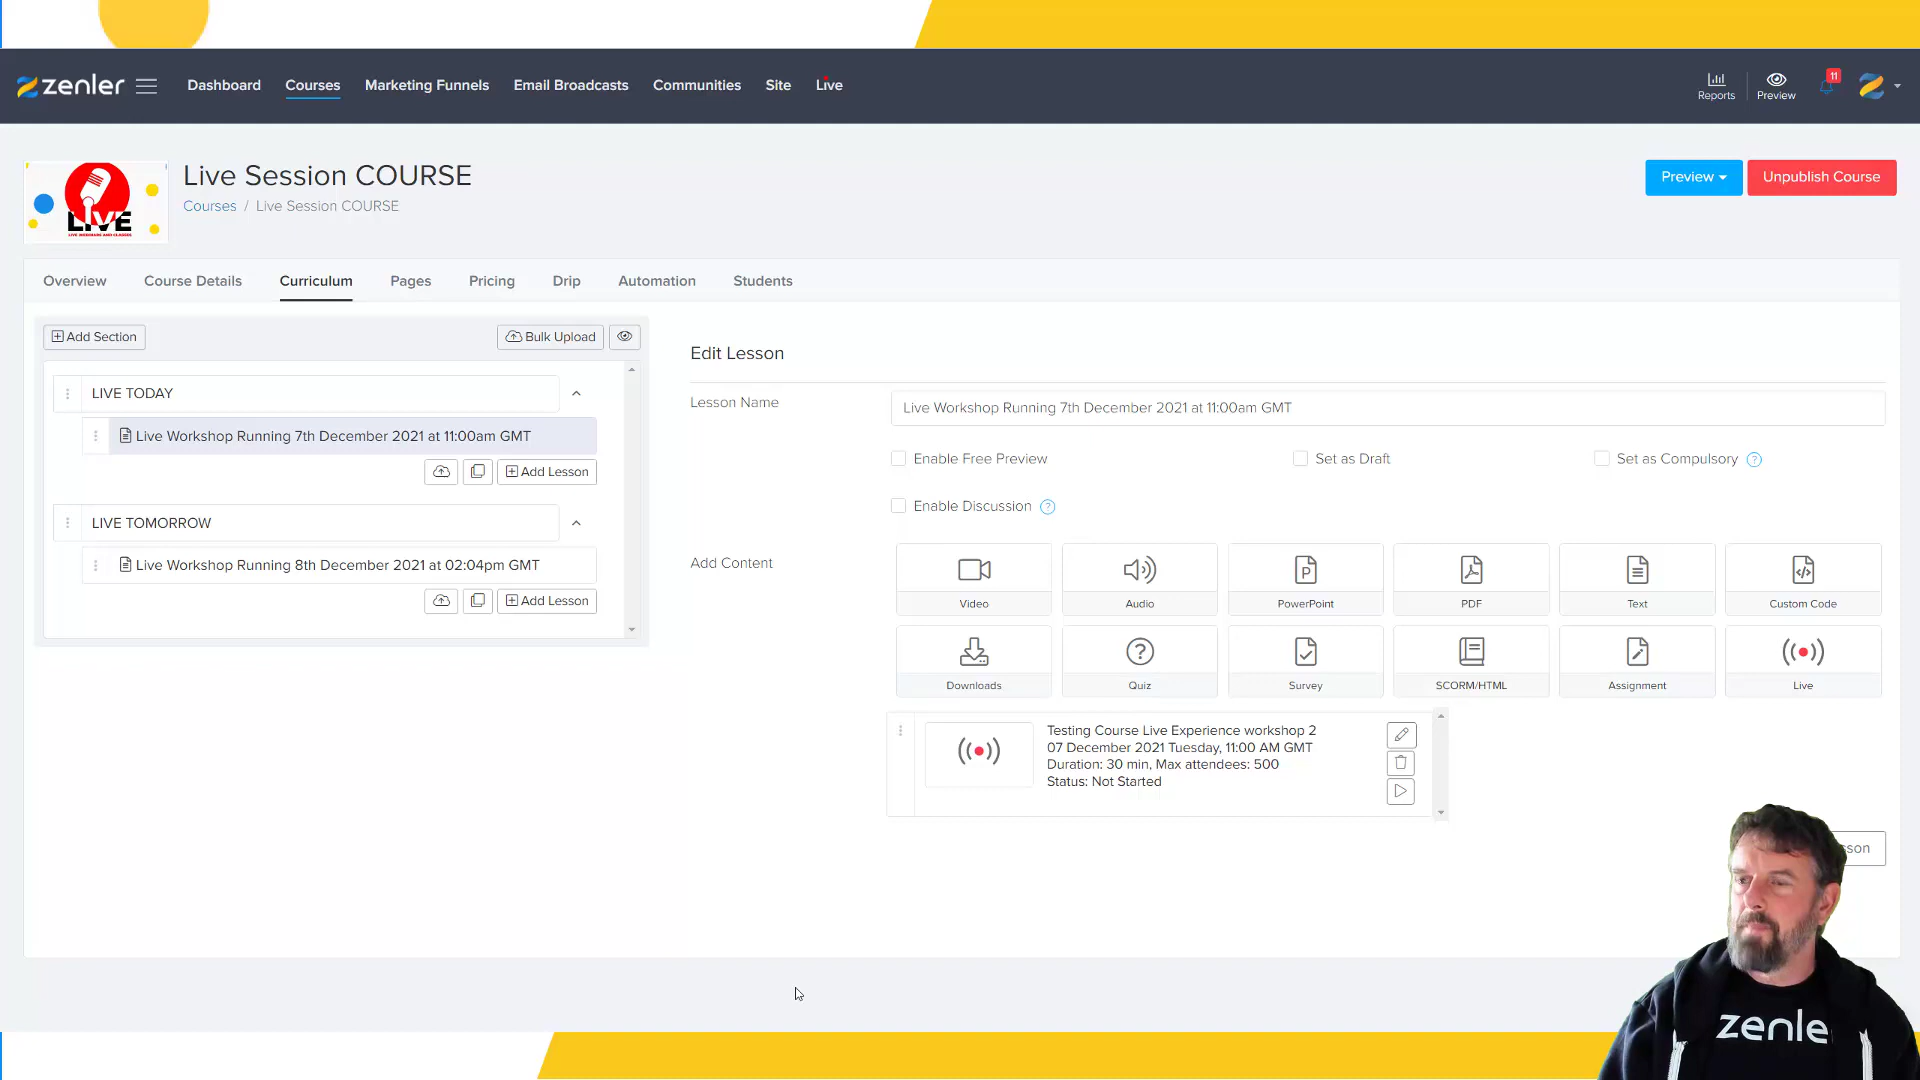 zenler
Dashboard
Courses
Marketing Funnels
Email Broadcasts
Communities
Site
Live
Reports
Preview
11
LIVE
LIVE WEBINARS AND CLASSES
Live Session COURSE
Courses / Live Session COURSE
Preview
Unpublish Course
Overview
Course Details
Curriculum
Pages
Pricing
Drip
Automation
Students
Add Section
Bulk Upload
LIVE TODAY
Live Workshop Running 7th December 2021 at 11:00am GMT
Add Lesson
LIVE TOMORROW
Live Workshop Running 8th December 2021 at 02:04pm GMT
Add Lesson
Edit Lesson
Lesson Name
Live Workshop Running 7th December 2021 at 11:00am GMT
Enable Free Preview
Set as Draft
Set as Compulsory ?
Enable Discussion ?
Add Content
Video
Audio
P
PowerPoint
PDF
Text
Custom Code
Downloads
?
Quiz
Survey
SCORM/HTML
Assignment
Live
Testing Course Live Experience workshop 2
07 December 2021 Tuesday, 11:00 AM GMT
Duration: 30 min, Max attendees: 500
Status: Not Started
sson
zenle